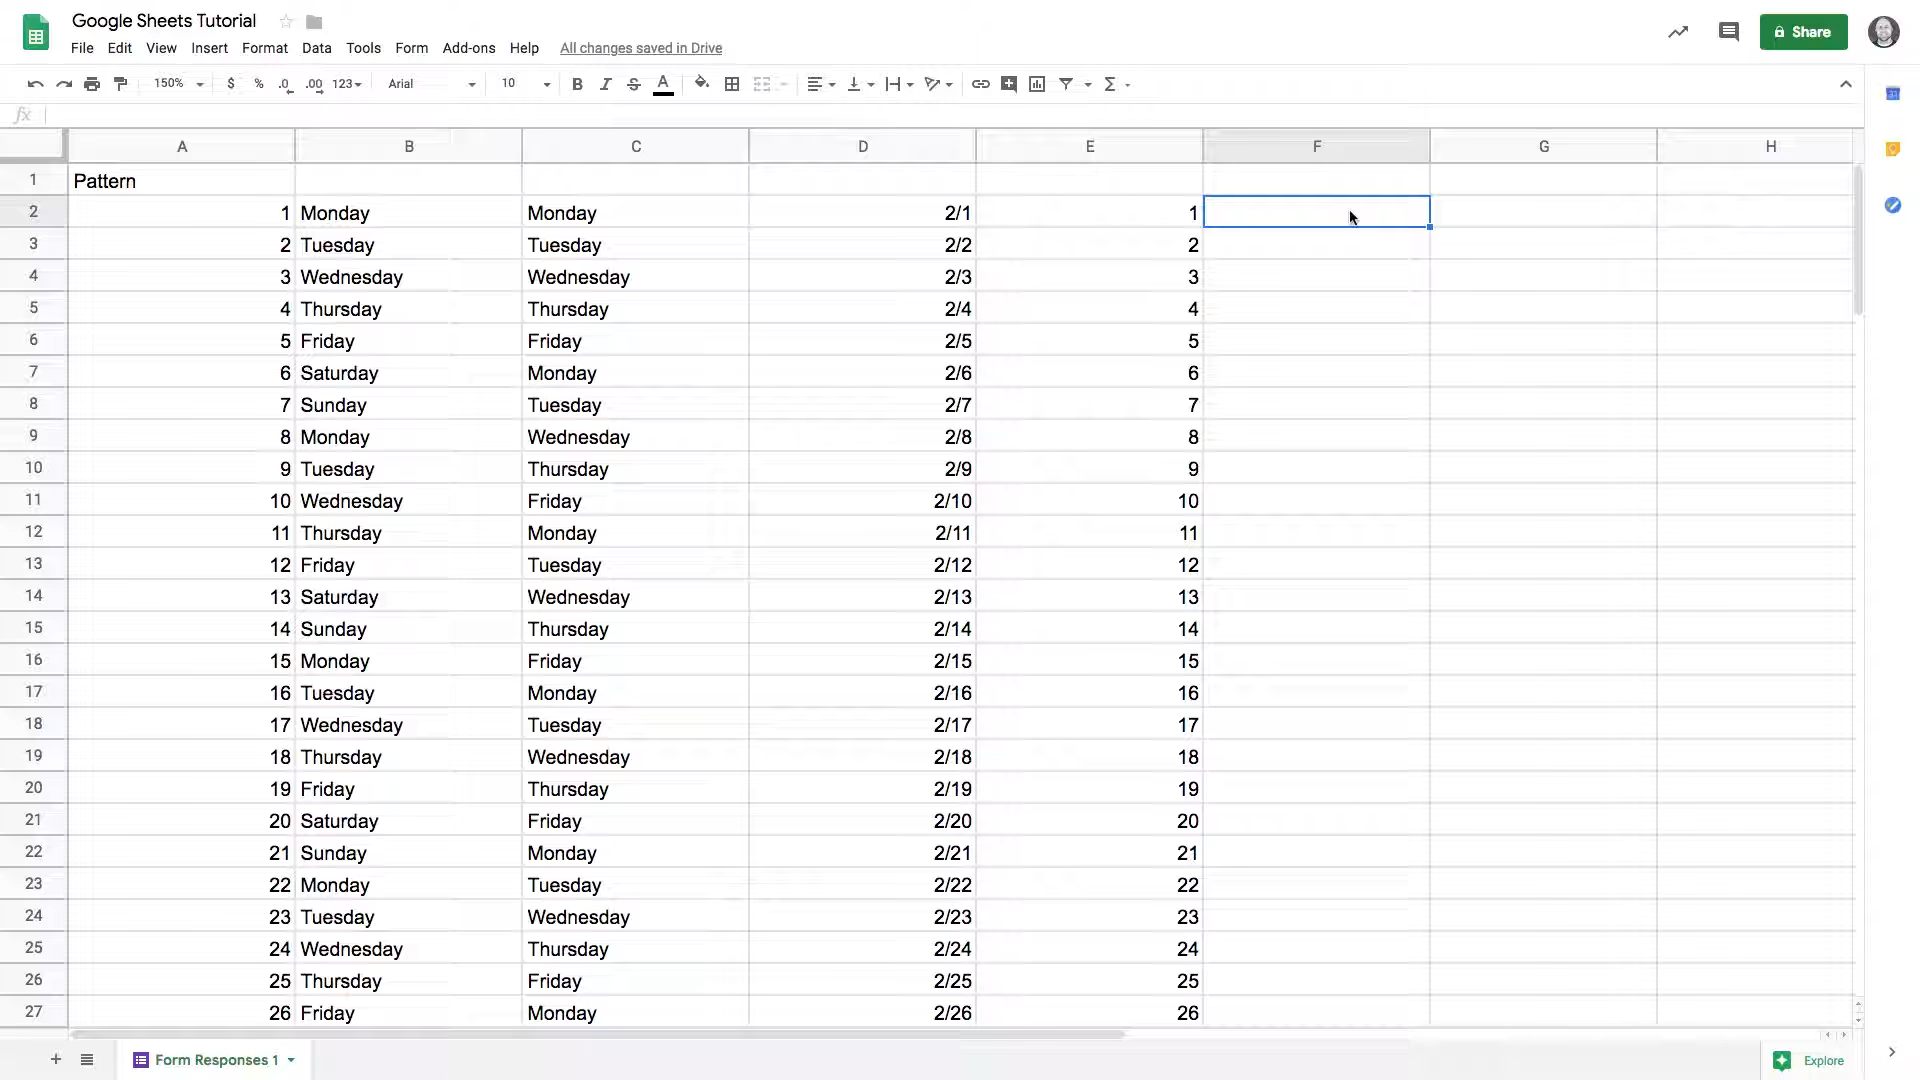 Google Sheets Tutorial
File Edit View Insert Format Data Tools Form Add-ons Help All changes saved in Drive
Share
150% $ % .0 .00 123 Arial 10 B I S A Σ
fx
A B C D E F G H
1 Pattern
2 1 Monday Monday 2/1 1
3 2 Tuesday Tuesday 2/2 2
4 3 Wednesday Wednesday 2/3 3
5 4 Thursday Thursday 2/4 4
6 5 Friday Friday 2/5 5
7 6 Saturday Monday 2/6 6
8 7 Sunday Tuesday 2/7 7
9 8 Monday Wednesday 2/8 8
10 9 Tuesday Thursday 2/9 9
11 10 Wednesday Friday 2/10 10
12 11 Thursday Monday 2/11 11
13 12 Friday Tuesday 2/12 12
14 13 Saturday Wednesday 2/13 13
15 14 Sunday Thursday 2/14 14
16 15 Monday Friday 2/15 15
17 16 Tuesday Monday 2/16 16
18 17 Wednesday Tuesday 2/17 17
19 18 Thursday Wednesday 2/18 18
20 19 Friday Thursday 2/19 19
21 20 Saturday Friday 2/20 20
22 21 Sunday Monday 2/21 21
23 22 Monday Tuesday 2/22 22
24 23 Tuesday Wednesday 2/23 23
25 24 Wednesday Thursday 2/24 24
26 25 Thursday Friday 2/25 25
27 26 Friday Monday 2/26 26
+ Form Responses 1 Explore